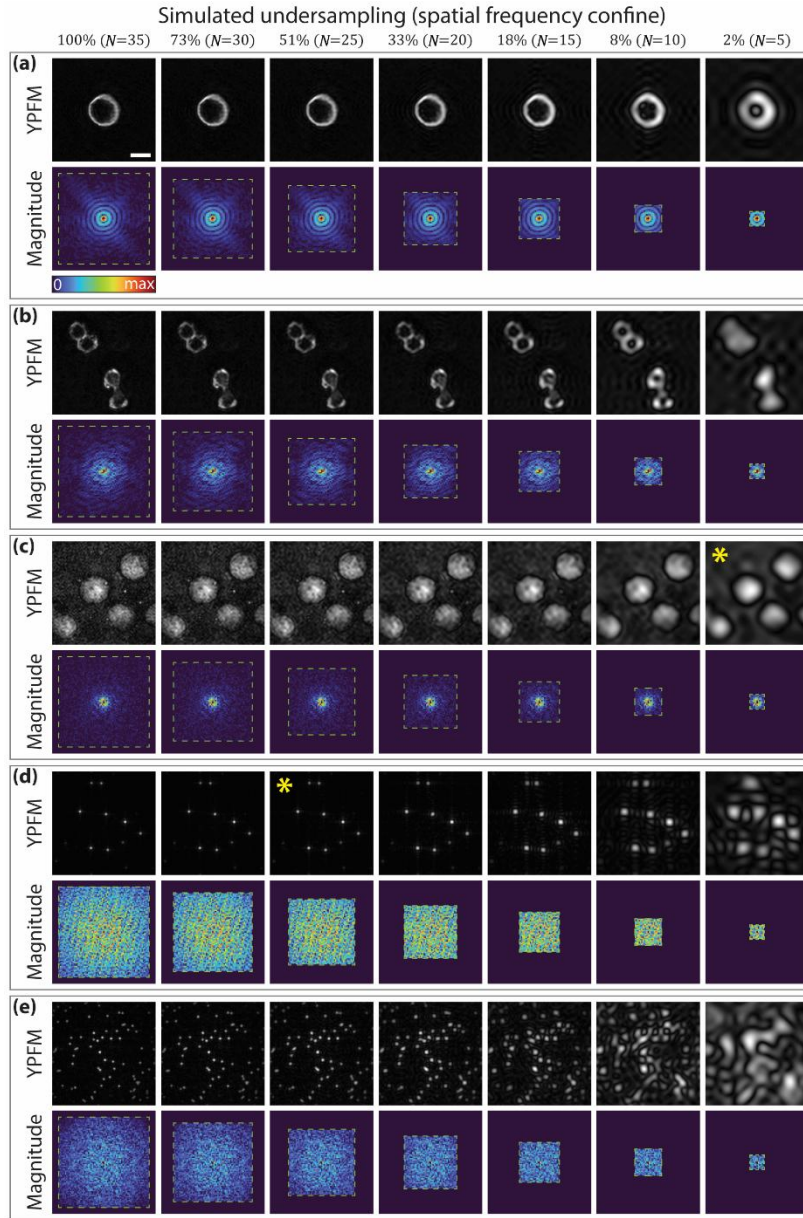 Simulated undersampling (spatial frequency confine)
100% (N=35) 73% (N=30) 51% (N=25) 33% (N=20) 18% (N=15) 8% (N=10) 2% (N=5)
(a)
YPFM
Magnitude
0 max
(b)
YPFM
Magnitude
(c)
YPFM
*
Magnitude
(d)
YPFM
*
Magnitude
(e)
YPFM
Magnitude